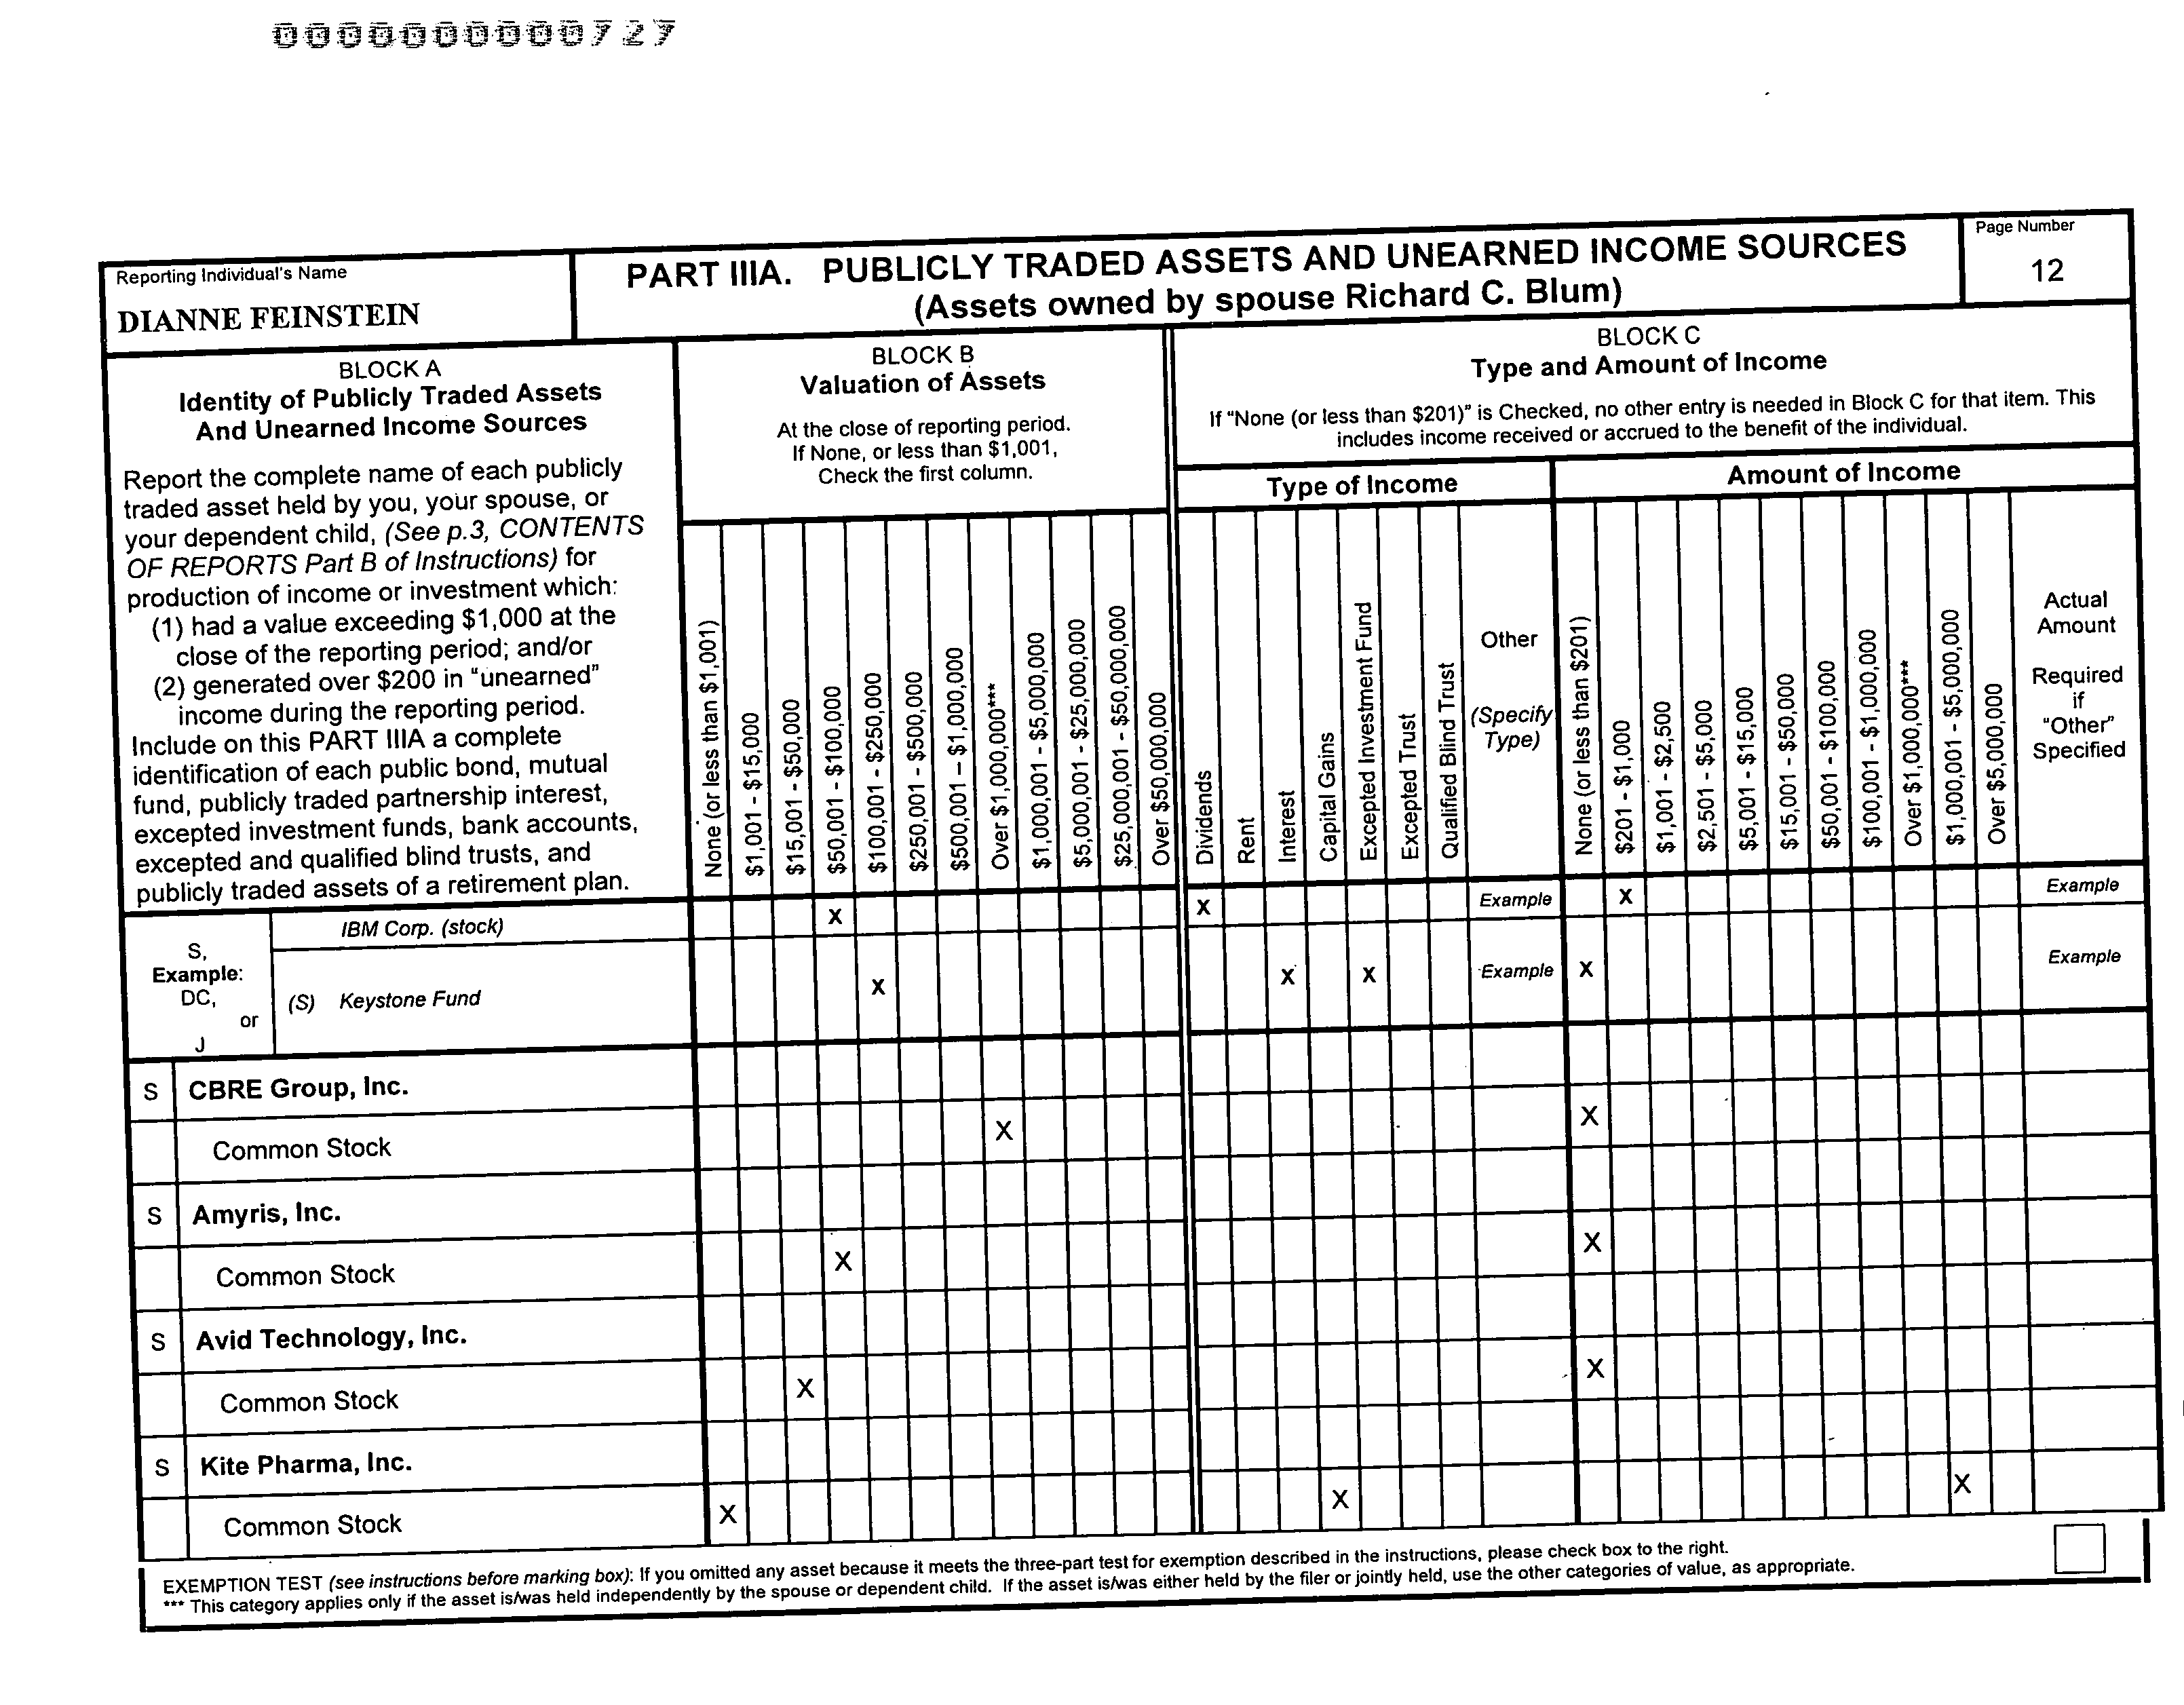 0000000000727
Reporting Individual's Name
DIANNE FEINSTEIN
PART IIIA. PUBLICLY TRADED ASSETS AND UNEARNED INCOME SOURCES
(Assets owned by spouse Richard C. Blum)
Page Number
12
BLOCK A
Identity of Publicly Traded Assets
And Unearned Income Sources
Report the complete name of each publicly
traded asset held by you, your spouse, or
your dependent child, (See p.3, CONTENTS
OF REPORTS Part B of Instructions) for
production of income or investment which:
(1) had a value exceeding $1,000 at the
close of the reporting period; and/or
(2) generated over $200 in "unearned"
income during the reporting period.
Include on this PART IIIA a complete
identification of each public bond, mutual
fund, publicly traded partnership interest,
excepted investment funds, bank accounts,
excepted and qualified blind trusts, and
publicly traded assets of a retirement plan.
BLOCK B
Valuation of Assets
At the close of reporting period.
If None, or less than $1,001,
Check the first column.
None (or less than $1,001)
$1,001 - $15,000
$15,001 - $50,000
$50,001 - $100,000
$100,001 - $250,000
$250,001 - $500,000
$500,001 – $1,000,000
Over $1,000,000***
$1,000,001 - $5,000,000
$5,000,001 - $25,000,000
$25,000,001 - $50,000,000
Over $50,000,000
BLOCK C
Type and Amount of Income
If "None (or less than $201)" is Checked, no other entry is needed in Block C for that item. This
includes income received or accrued to the benefit of the individual.
Type of Income
Dividends
Rent
Interest
Capital Gains
Excepted Investment Fund
Excepted Trust
Qualified Blind Trust
Other
(Specify
Type)
Amount of Income
None (or less than $201)
$201 - $1,000
$1,001 - $2,500
$2,501 - $5,000
$5,001 - $15,000
$15,001 - $50,000
$50,001 - $100,000
$100,001 - $1,000,000
Over $1,000,000***
$1,000,001 - $5,000,000
Over $5,000,000
Actual
Amount
Required
if
"Other"
Specified
S,
Example:
DC,
or
J
IBM Corp. (stock) X X Example X Example
(S) Keystone Fund X X X Example X Example
S CBRE Group, Inc.
Common Stock X X
S Amyris, Inc.
Common Stock X X
S Avid Technology, Inc.
Common Stock X X
S Kite Pharma, Inc.
Common Stock X X X
EXEMPTION TEST (see instructions before marking box): If you omitted any asset because it meets the three-part test for exemption described in the instructions, please check box to the right.
*** This category applies only if the asset is/was held independently by the spouse or dependent child. If the asset is/was either held by the filer or jointly held, use the other categories of value, as appropriate.